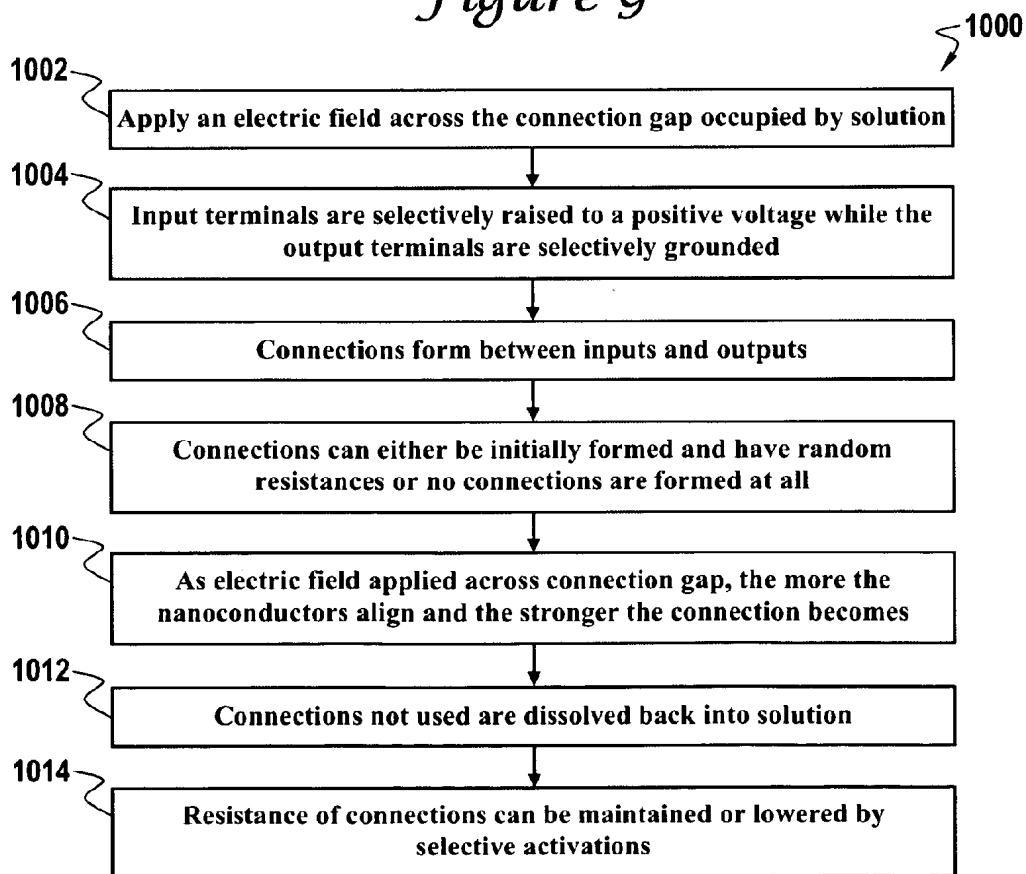 Figure 9
1000
1002
Apply an electric field across the connection gap occupied by solution
1004
Input terminals are selectively raised to a positive voltage while the
output terminals are selectively grounded
1006
Connections form between inputs and outputs
1008
Connections can either be initially formed and have random
resistances or no connections are formed at all
1010
As electric field applied across connection gap, the more the
nanoconductors align and the stronger the connection becomes
1012
Connections not used are dissolved back into solution
1014
Resistance of connections can be maintained or lowered by
selective activations